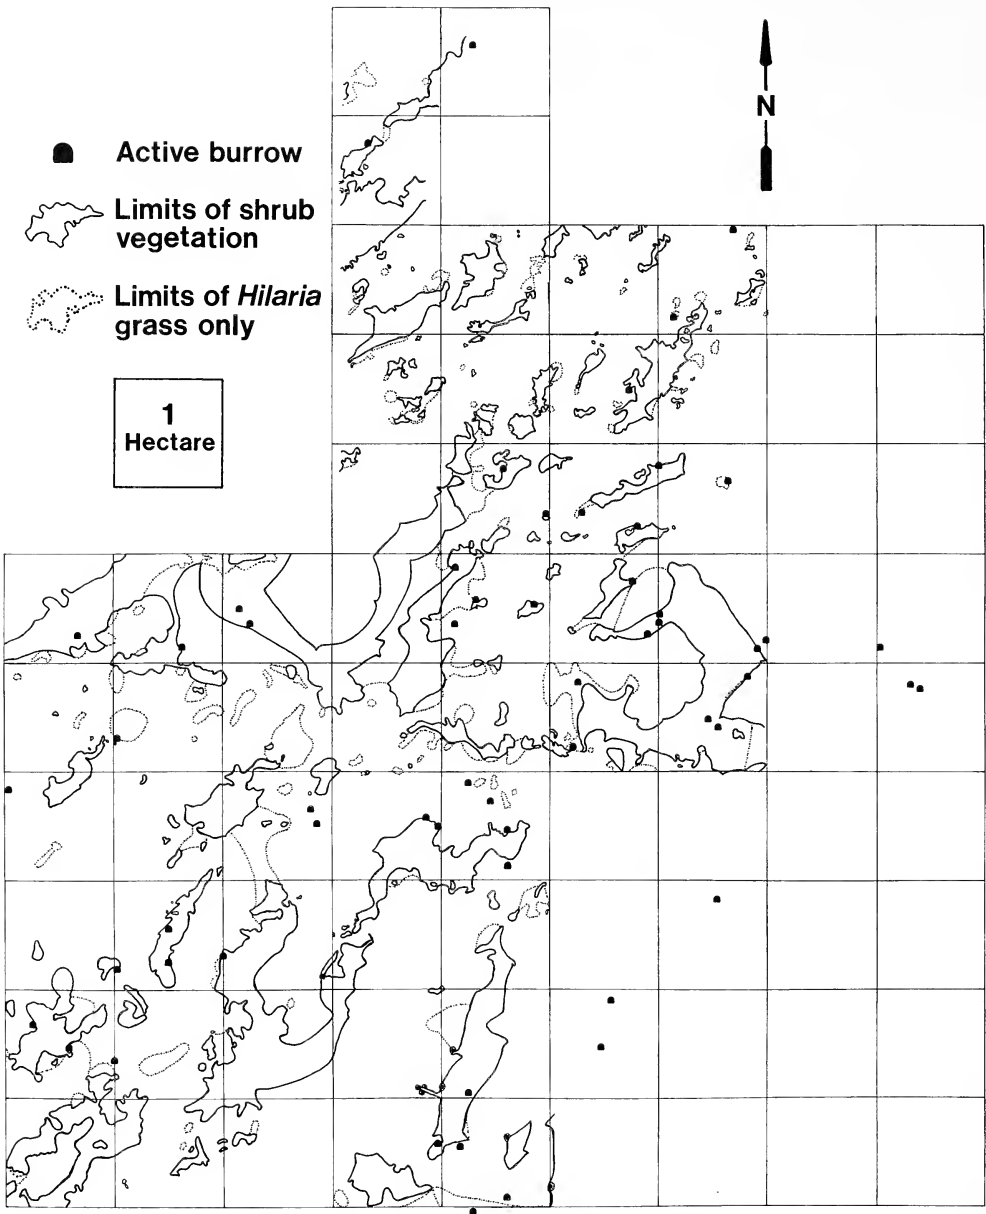 N
Active burrow
Limits of shrub
vegetation
Limits of Hilaria
grass only
1
Hectare